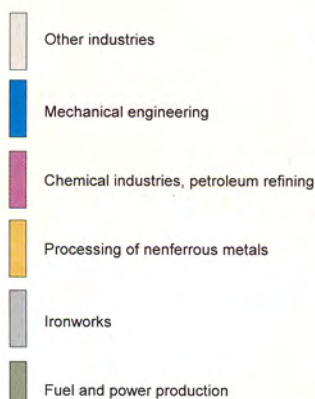 Other industries
Mechanical engineering
Chemical industries, petroleum refining
Processing of nenferrous metals
Ironworks
Fuel and power production